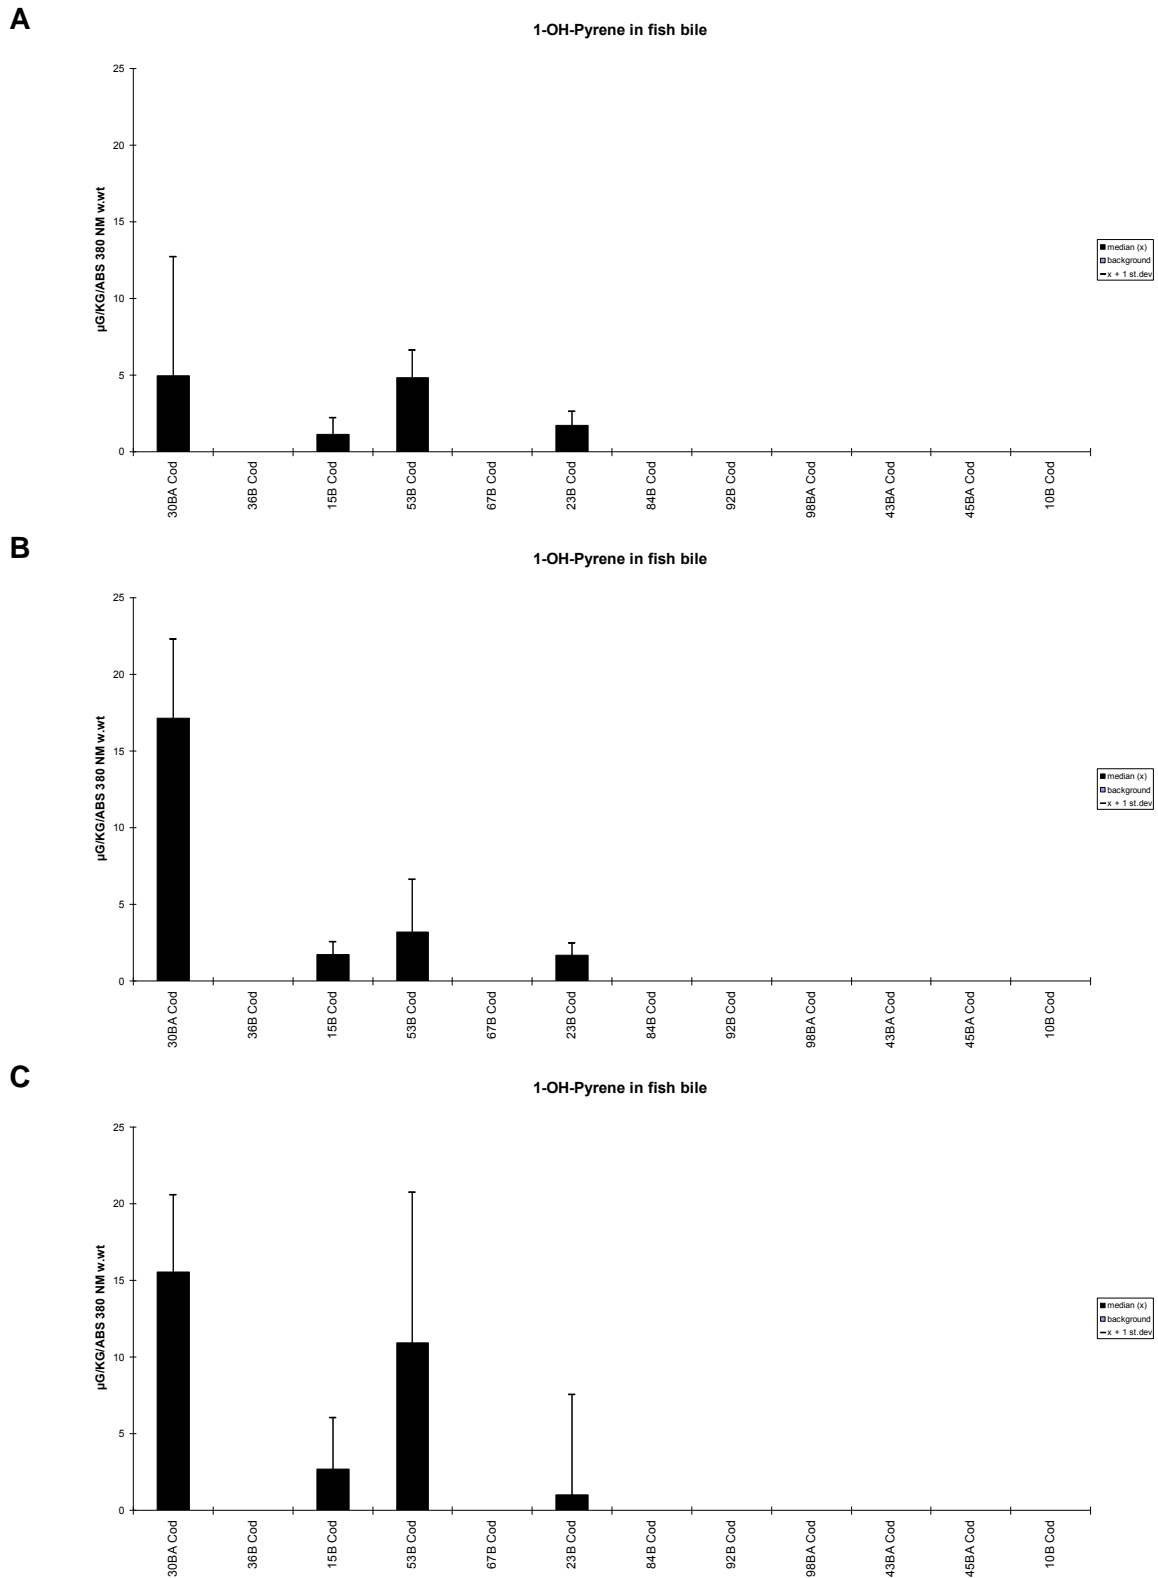 A
1-OH-Pyrene in fish bile
µG/KG/ABS 380 NM w.wt
25
20
15
10
5
0
30BA Cod
36B Cod
15B Cod
53B Cod
67B Cod
23B Cod
84B Cod
92B Cod
98BA Cod
43BA Cod
45BA Cod
10B Cod
median (x)
background
x + 1 st.dev
B
1-OH-Pyrene in fish bile
µG/KG/ABS 380 NM w.wt
25
20
15
10
5
0
30BA Cod
36B Cod
15B Cod
53B Cod
67B Cod
23B Cod
84B Cod
92B Cod
98BA Cod
43BA Cod
45BA Cod
10B Cod
median (x)
background
x + 1 st.dev
C
1-OH-Pyrene in fish bile
µG/KG/ABS 380 NM w.wt
25
20
15
10
5
0
30BA Cod
36B Cod
15B Cod
53B Cod
67B Cod
23B Cod
84B Cod
92B Cod
98BA Cod
43BA Cod
45BA Cod
10B Cod
median (x)
background
x + 1 st.dev